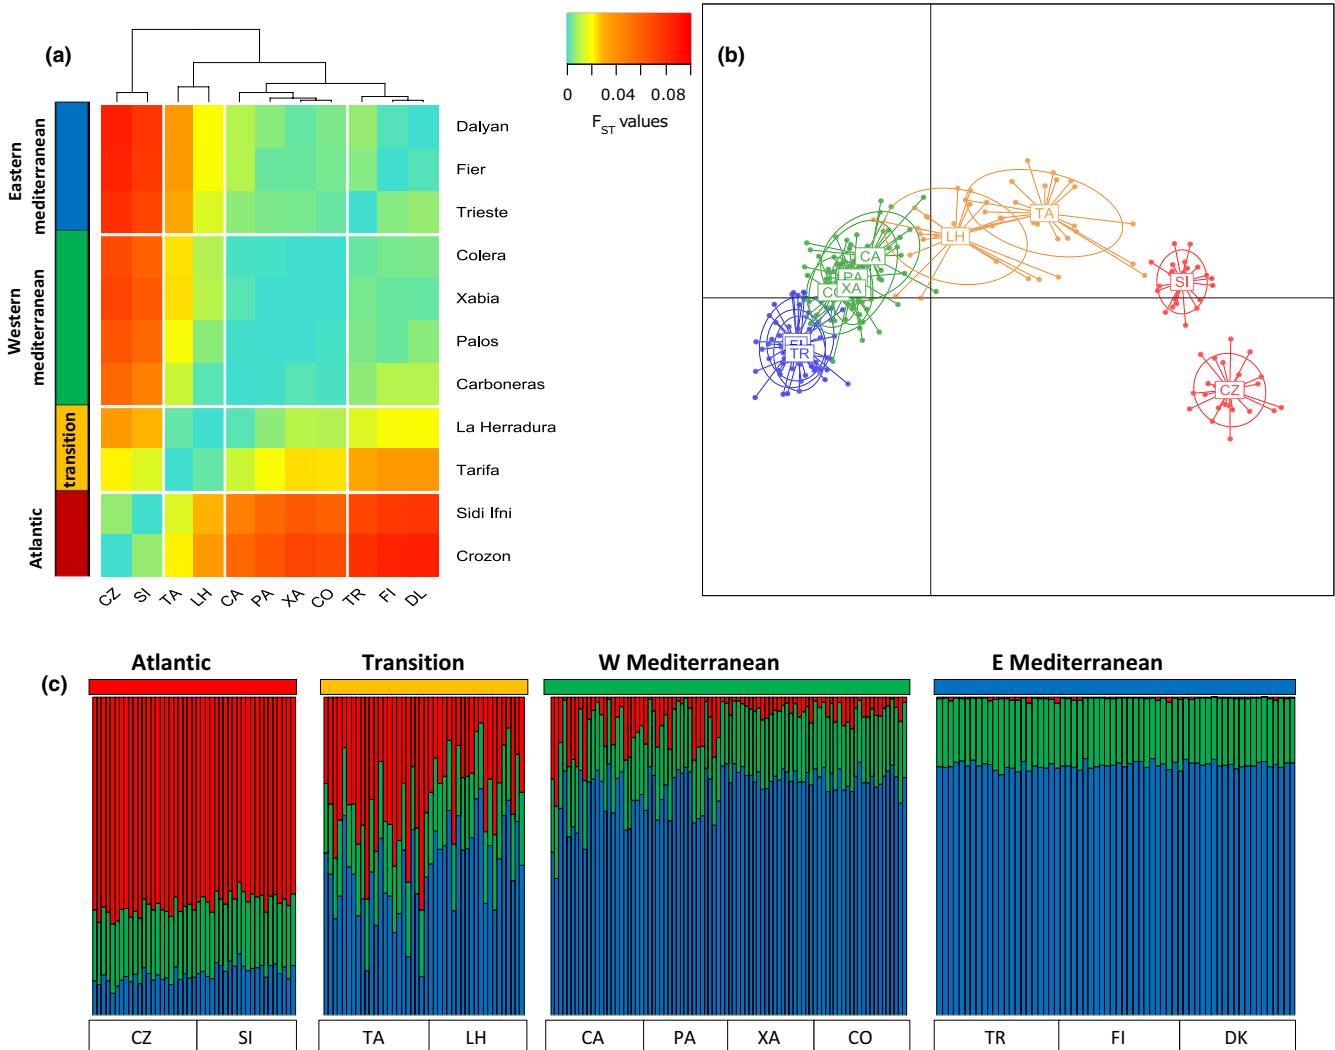 (a)
0 0.04 0.08
FST values
Eastern
mediterranean
Western
mediterranean
transition
Atlantic
Dalyan
Fier
Trieste
Colera
Xabia
Palos
Carboneras
La Herradura
Tarifa
Sidi Ifni
Crozon
CZ SI TA LH CA PA XA CO TR FI DL
(b)
TA
LH
CA
PA
XA
SI
TR
CZ
(c)
Atlantic Transition W Mediterranean E Mediterranean
CZ SI TA LH CA PA XA CO TR FI DK